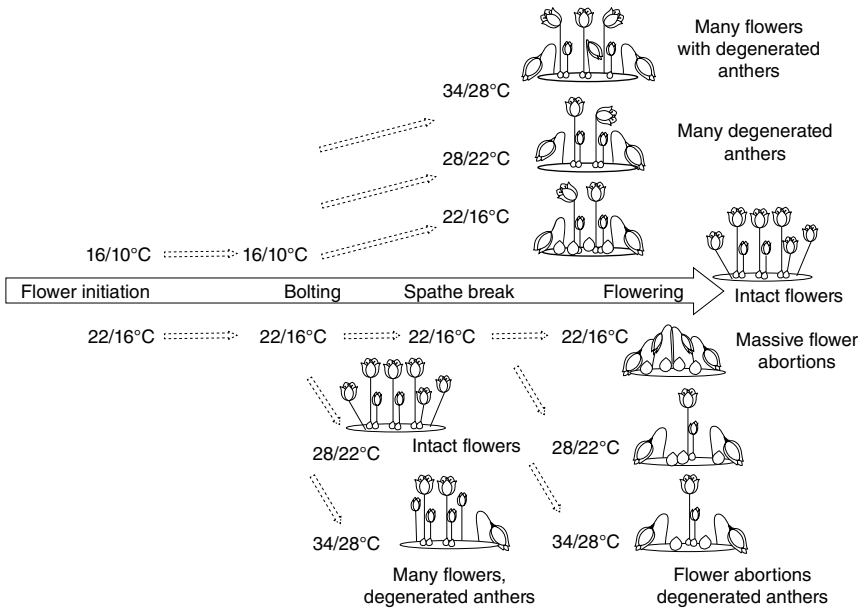 Many flowers
with degenerated
anthers
34/28°C
Many degenerated
anthers
28/22°C
22/16°C
16/10°C 16/10°C
Flower initiation Bolting Spathe break Flowering
Intact flowers
22/16°C 22/16°C 22/16°C 22/16°C
Massive flower
abortions
28/22°C
Intact flowers
28/22°C
34/28°C
34/28°C
Many flowers,
degenerated anthers
Flower abortions
degenerated anthers